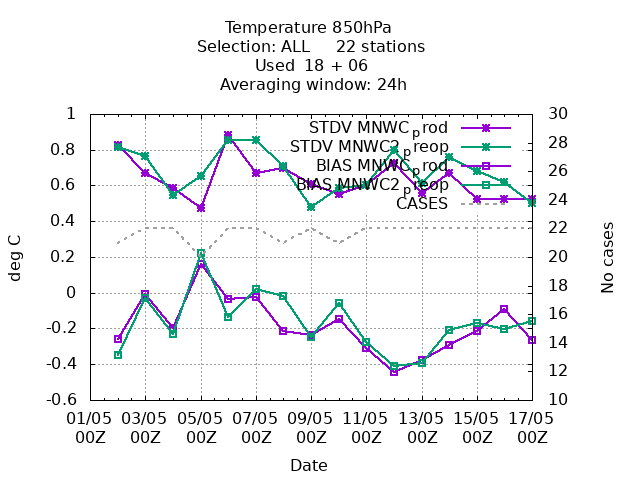 Temperature 850hPa
Selection: ALL 22 stations
Used 18 + 06
Averaging window: 24h
1
0.8
0.6
0.4
0.2
0
-0.2
-0.4
-0.6
deg C
30
28
26
24
22
20
18
16
14
12
10
No cases
STDV MNWC_prod
STDV MNWC2_preop
BIAS MNWC_prod
BIAS MNWC2_preop
CASES
01/05 03/05 05/05 07/05 09/05 11/05 13/05 15/05 17/05
00Z 00Z 00Z 00Z 00Z 00Z 00Z 00Z 00Z
Date